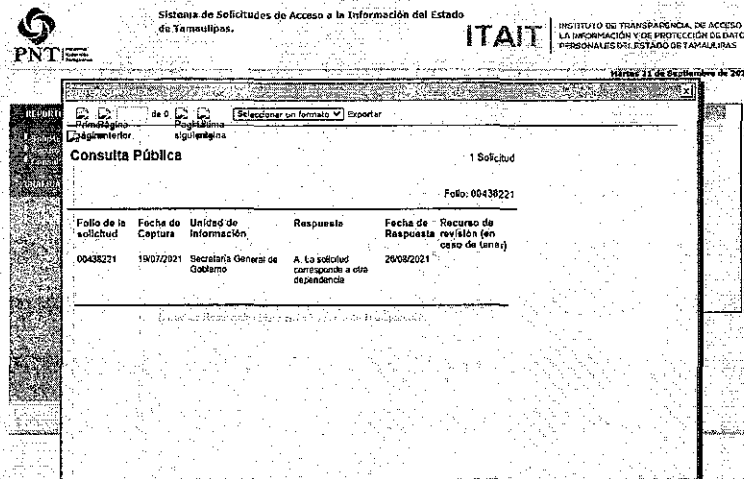 Sistema de Solicitudes de Acceso a la Información del Estado
de Tamaulipas.
PNT
ITAIT
INSTITUTO DE TRANSPARENCIA, DE ACCESO
LA INFORMACIÓN Y DE PROTECCIÓN DE DATO
PERSONALES DEL ESTADO DE TAMAULIPAS
Martes 21 de Septiembre de 202
REPORT
de 0
Seleccionar un formato
Exportar
Consulta Pública
1 Solicitud
Folio: 00438221
Folio de la solicitud
Fecha de Captura
Unidad de Información
Respuesta
Fecha de Respuesta
Recurso de revisión (en caso de tener)
00438221
19/07/2021
Secretaría General de Gobierno
A. La solicitud corresponde a otra dependencia
26/08/2021